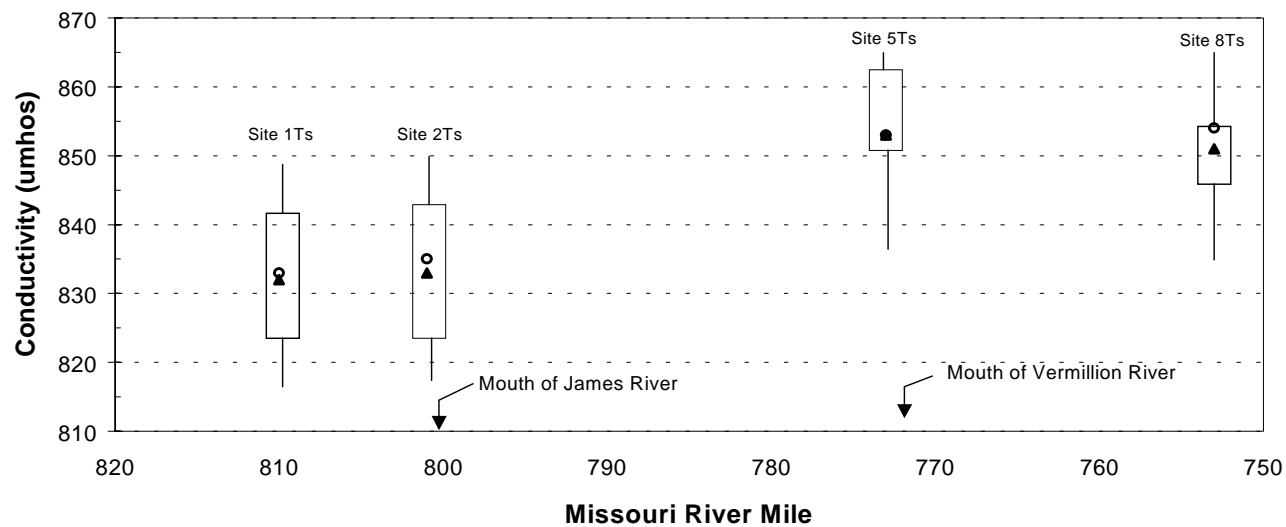 870
860
850
840
830
820
810
Conductivity (umhos)
Site 1Ts
Site 2Ts
Site 5Ts
Site 8Ts
Mouth of James River
Mouth of Vermillion River
820 810 800 790 780 770 760 750
Missouri River Mile